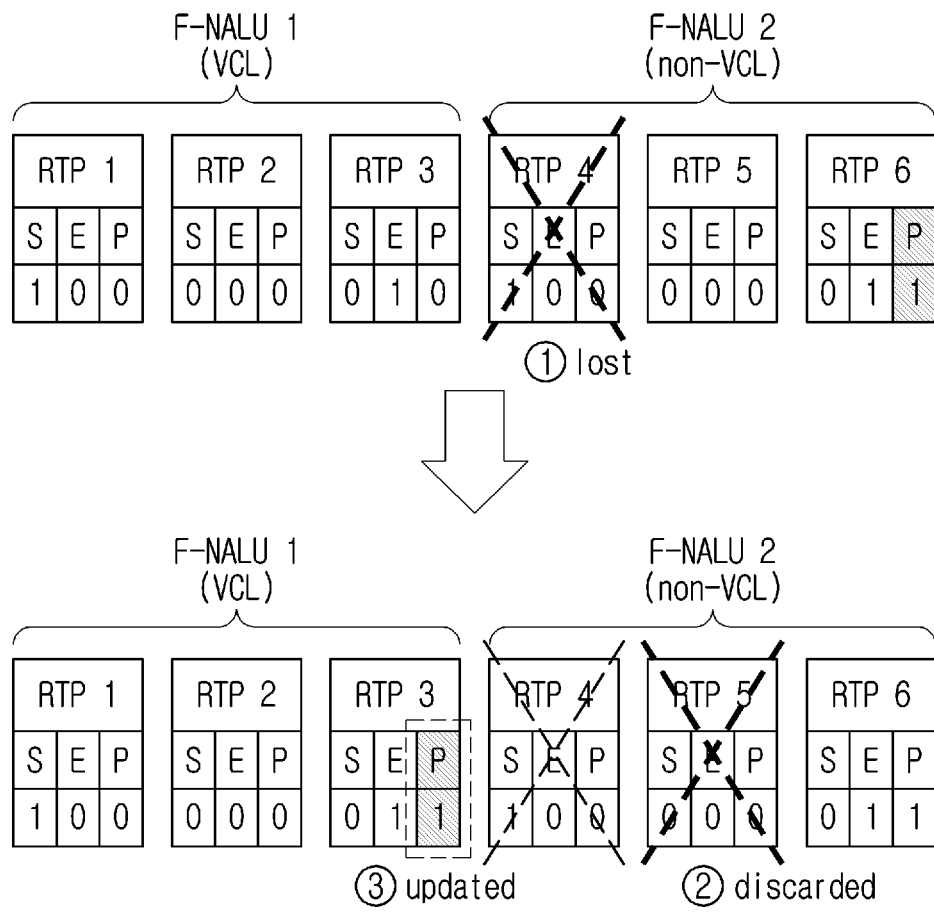 F-NALU 1
(VCL)
F-NALU 2
(non-VCL)
RTP 1 RTP 2 RTP 3 RTP 4 RTP 5 RTP 6
S E P S E P S E P S E P S E P S E P
1 0 0 0 0 0 0 1 0 1 0 0 0 0 0 0 1 1
① lost
F-NALU 1
(VCL)
F-NALU 2
(non-VCL)
RTP 1 RTP 2 RTP 3 RTP 4 RTP 5 RTP 6
S E P S E P S E P S E P S E P S E P
1 0 0 0 0 0 0 1 1 1 0 0 0 0 0 0 1 1
③ updated ② discarded